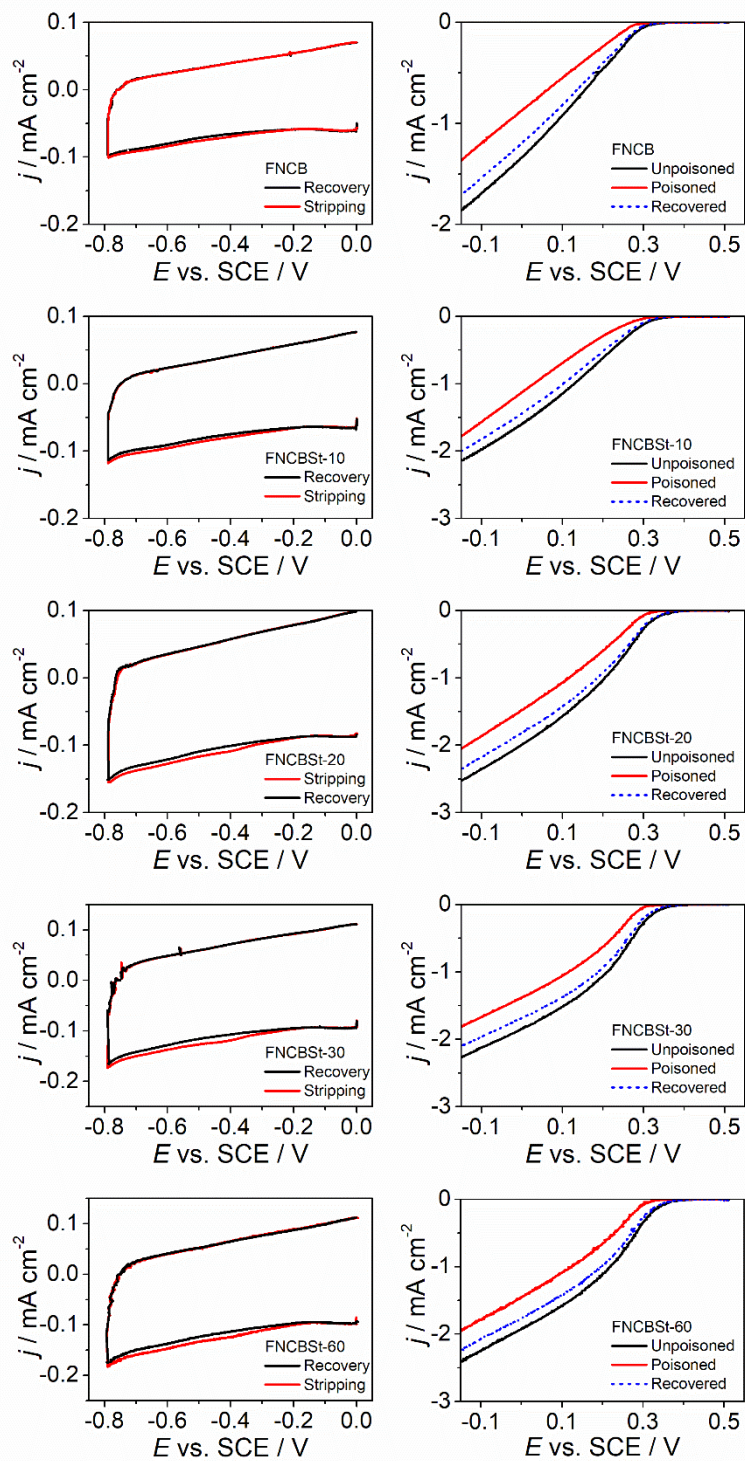 0.1
0.0
-0.1
-0.2
j / mA cm-2
FNCB
Recovery
Stripping
-0.8 -0.6 -0.4 -0.2 0.0
E vs. SCE / V
0
-1
-2
j / mA cm-2
FNCB
Unpoisoned
Poisoned
Recovered
-0.1 0.1 0.3 0.5
E vs. SCE / V
0.1
0.0
-0.1
-0.2
j / mA cm-2
FNCBSt-10
Recovery
Stripping
-0.8 -0.6 -0.4 -0.2 0.0
E vs. SCE / V
0
-1
-2
-3
j / mA cm-2
FNCBSt-10
Unpoisoned
Poisoned
Recovered
-0.1 0.1 0.3 0.5
E vs. SCE / V
0.1
0.0
-0.1
-0.2
j / mA cm-2
FNCBSt-20
Stripping
Recovery
-0.8 -0.6 -0.4 -0.2 0.0
E vs. SCE / V
0
-1
-2
-3
j / mA cm-2
FNCBSt-20
Unpoisoned
Poisoned
Recovered
-0.1 0.1 0.3 0.5
E vs. SCE / V
0.1
0.0
-0.1
-0.2
j / mA cm-2
FNCBSt-30
Recovery
Stripping
-0.8 -0.6 -0.4 -0.2 0.0
E vs. SCE / V
0
-1
-2
-3
j / mA cm-2
FNCBSt-30
Unpoisoned
Poisoned
Recovered
-0.1 0.1 0.3 0.5
E vs. SCE / V
0.1
0.0
-0.1
-0.2
j / mA cm-2
FNCBSt-60
Recovery
Stripping
-0.8 -0.6 -0.4 -0.2 0.0
E vs. SCE / V
0
-1
-2
-3
j / mA cm-2
FNCBSt-60
Unpoisoned
Poisoned
Recovered
-0.1 0.1 0.3 0.5
E vs. SCE / V